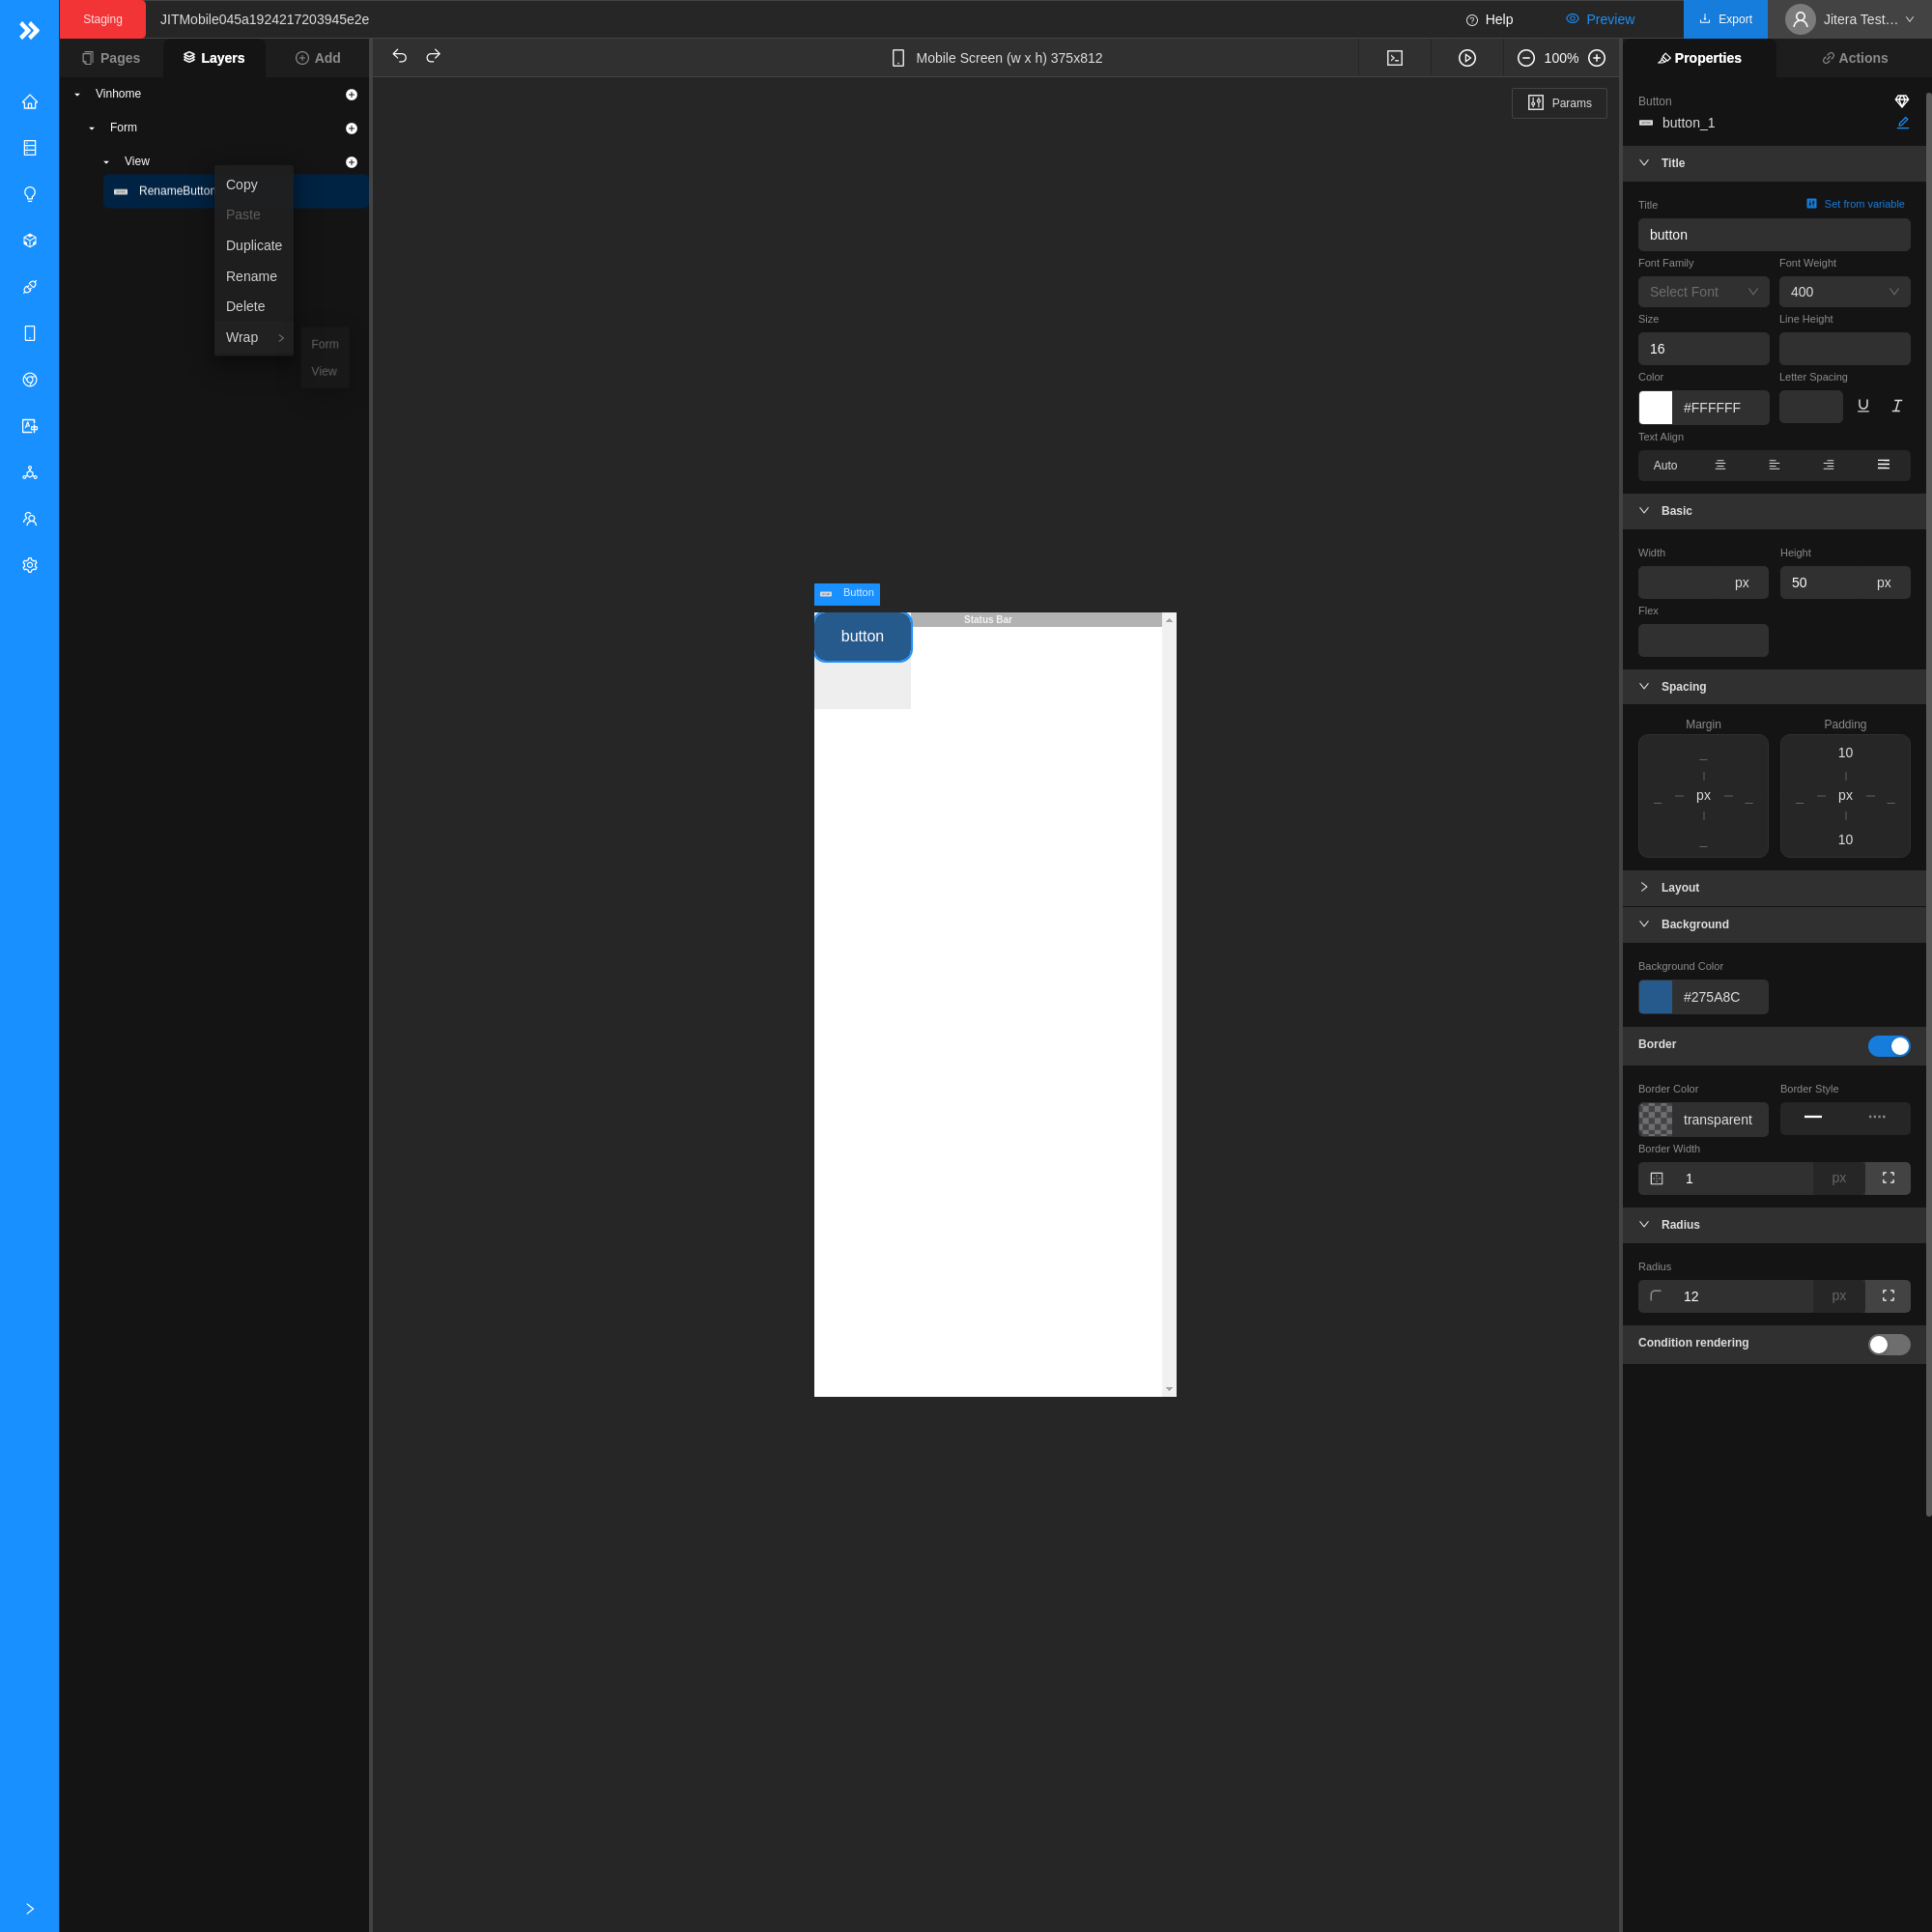 Staging
JITMobile045a1924217203945e2e
Help
Preview
Export
Jitera Test…
Pages
Layers
Add
Mobile Screen (w x h) 375x812
100%
Properties
Actions
Vinhome
Form
View
RenameButton
Copy
Paste
Duplicate
Rename
Delete
Wrap
Form
View
Params
Button
Status Bar
button
Button
button_1
Title
Title
Set from variable
button
Font Family
Font Weight
Select Font
400
Size
Line Height
16
Color
Letter Spacing
#FFFFFF
Text Align
Auto
Basic
Width
Height
px
50 px
Flex
Spacing
Margin
Padding
10
px
px
10
Layout
Background
Background Color
#275A8C
Border
Border Color
Border Style
transparent
Border Width
1 px
Radius
Radius
12 px
Condition rendering